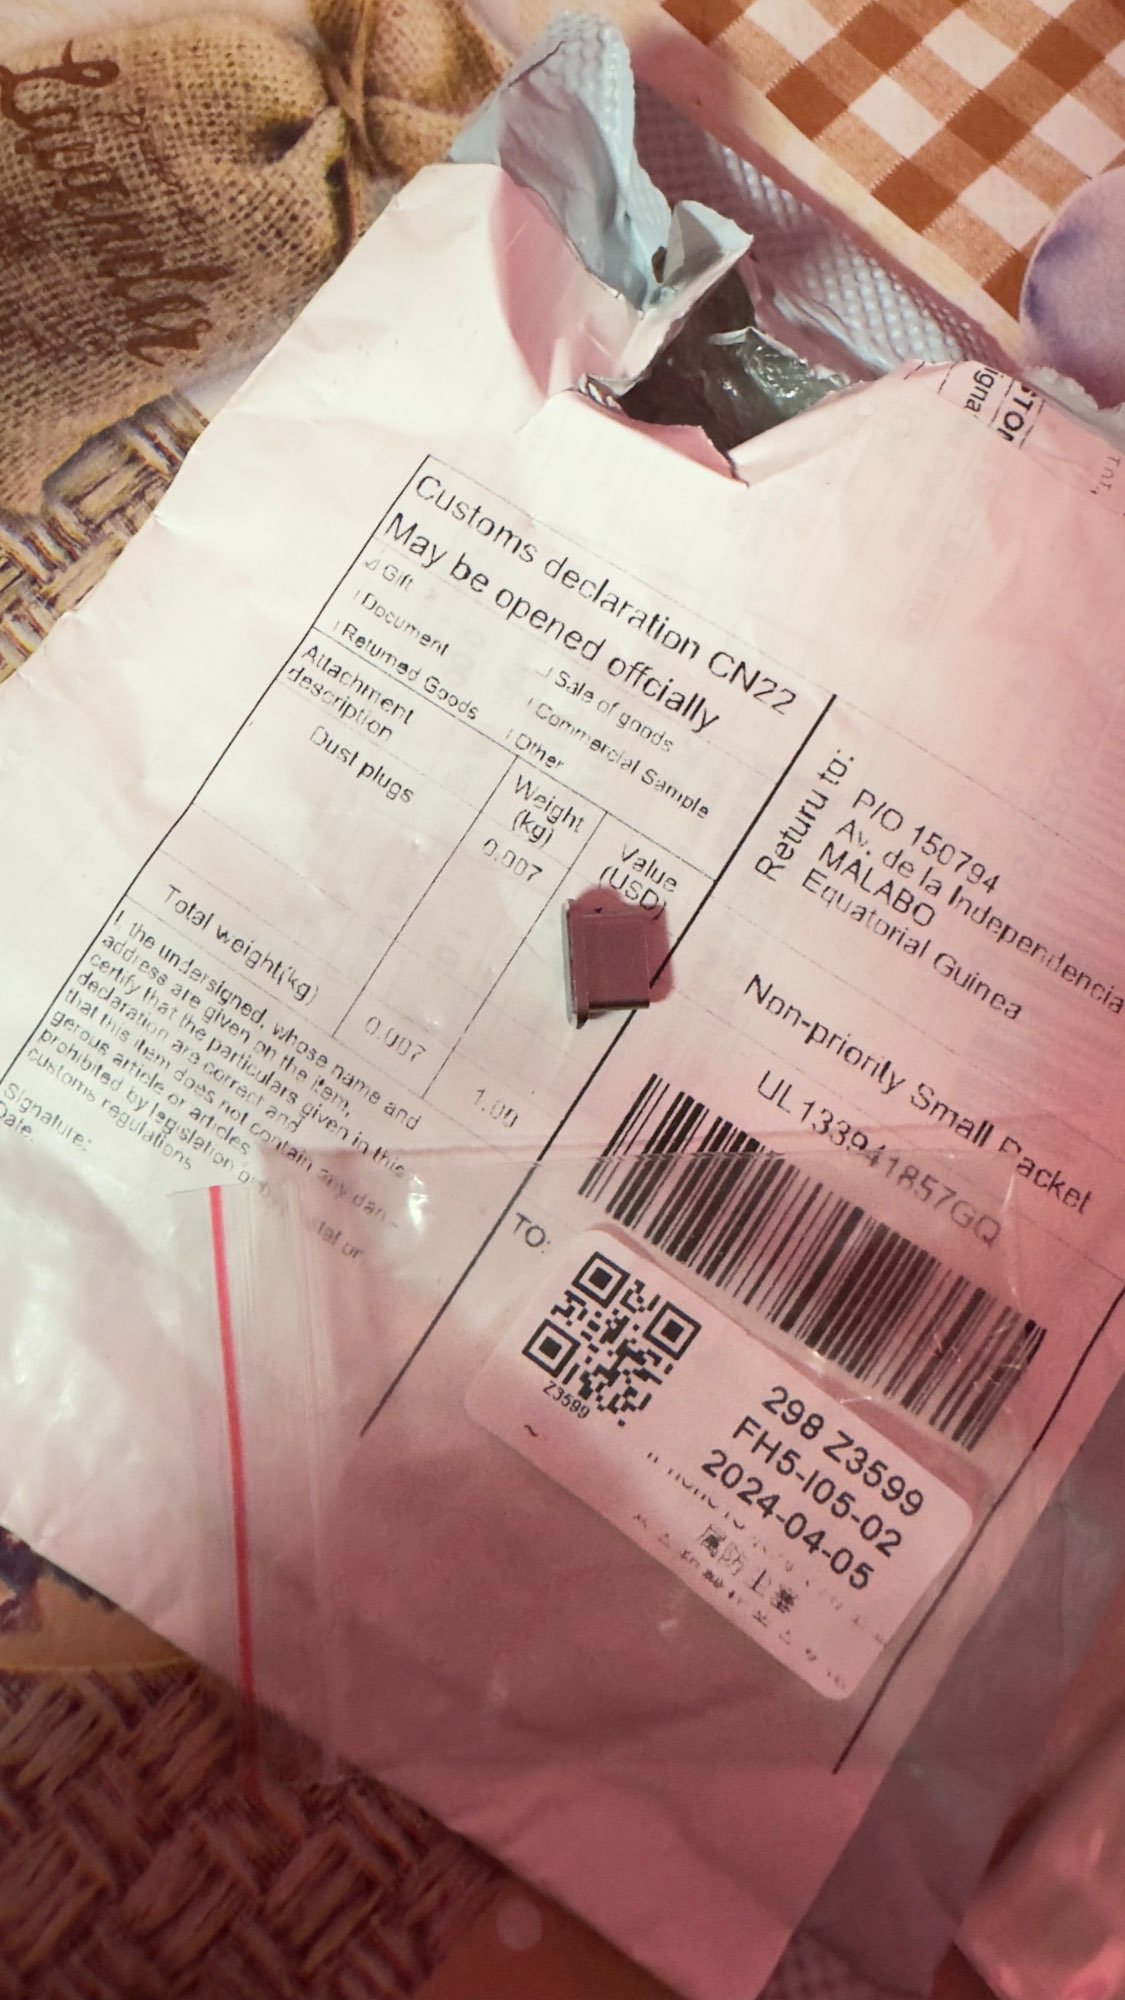 Lavender
Customs declaration CN22
May be opened offcially
Gift
Document
Returned Goods
Sale of goods
Commercial Sample
Other
Attachment
description
Weight
(kg)
Value
(USD)
Dust plugs
0.007
Total weight(kg)
0.007
1.00
I, the undersigned, whose name and
address are given on the item,
certify that the particulars given in this
declaration are correct and
that this item does not contain any dan-
gerous article or articles
prohibited by legislation
customs regulations
Signature:
Date:
Returu to:
P/O 150794
Av. de la Independencia
MALABO
Equatorial Guinea
Non-priority Small Packet
UL133941857GQ
TO:
Z3599
298 Z3599
FH5-I05-02
2024-04-05
属防尘塞